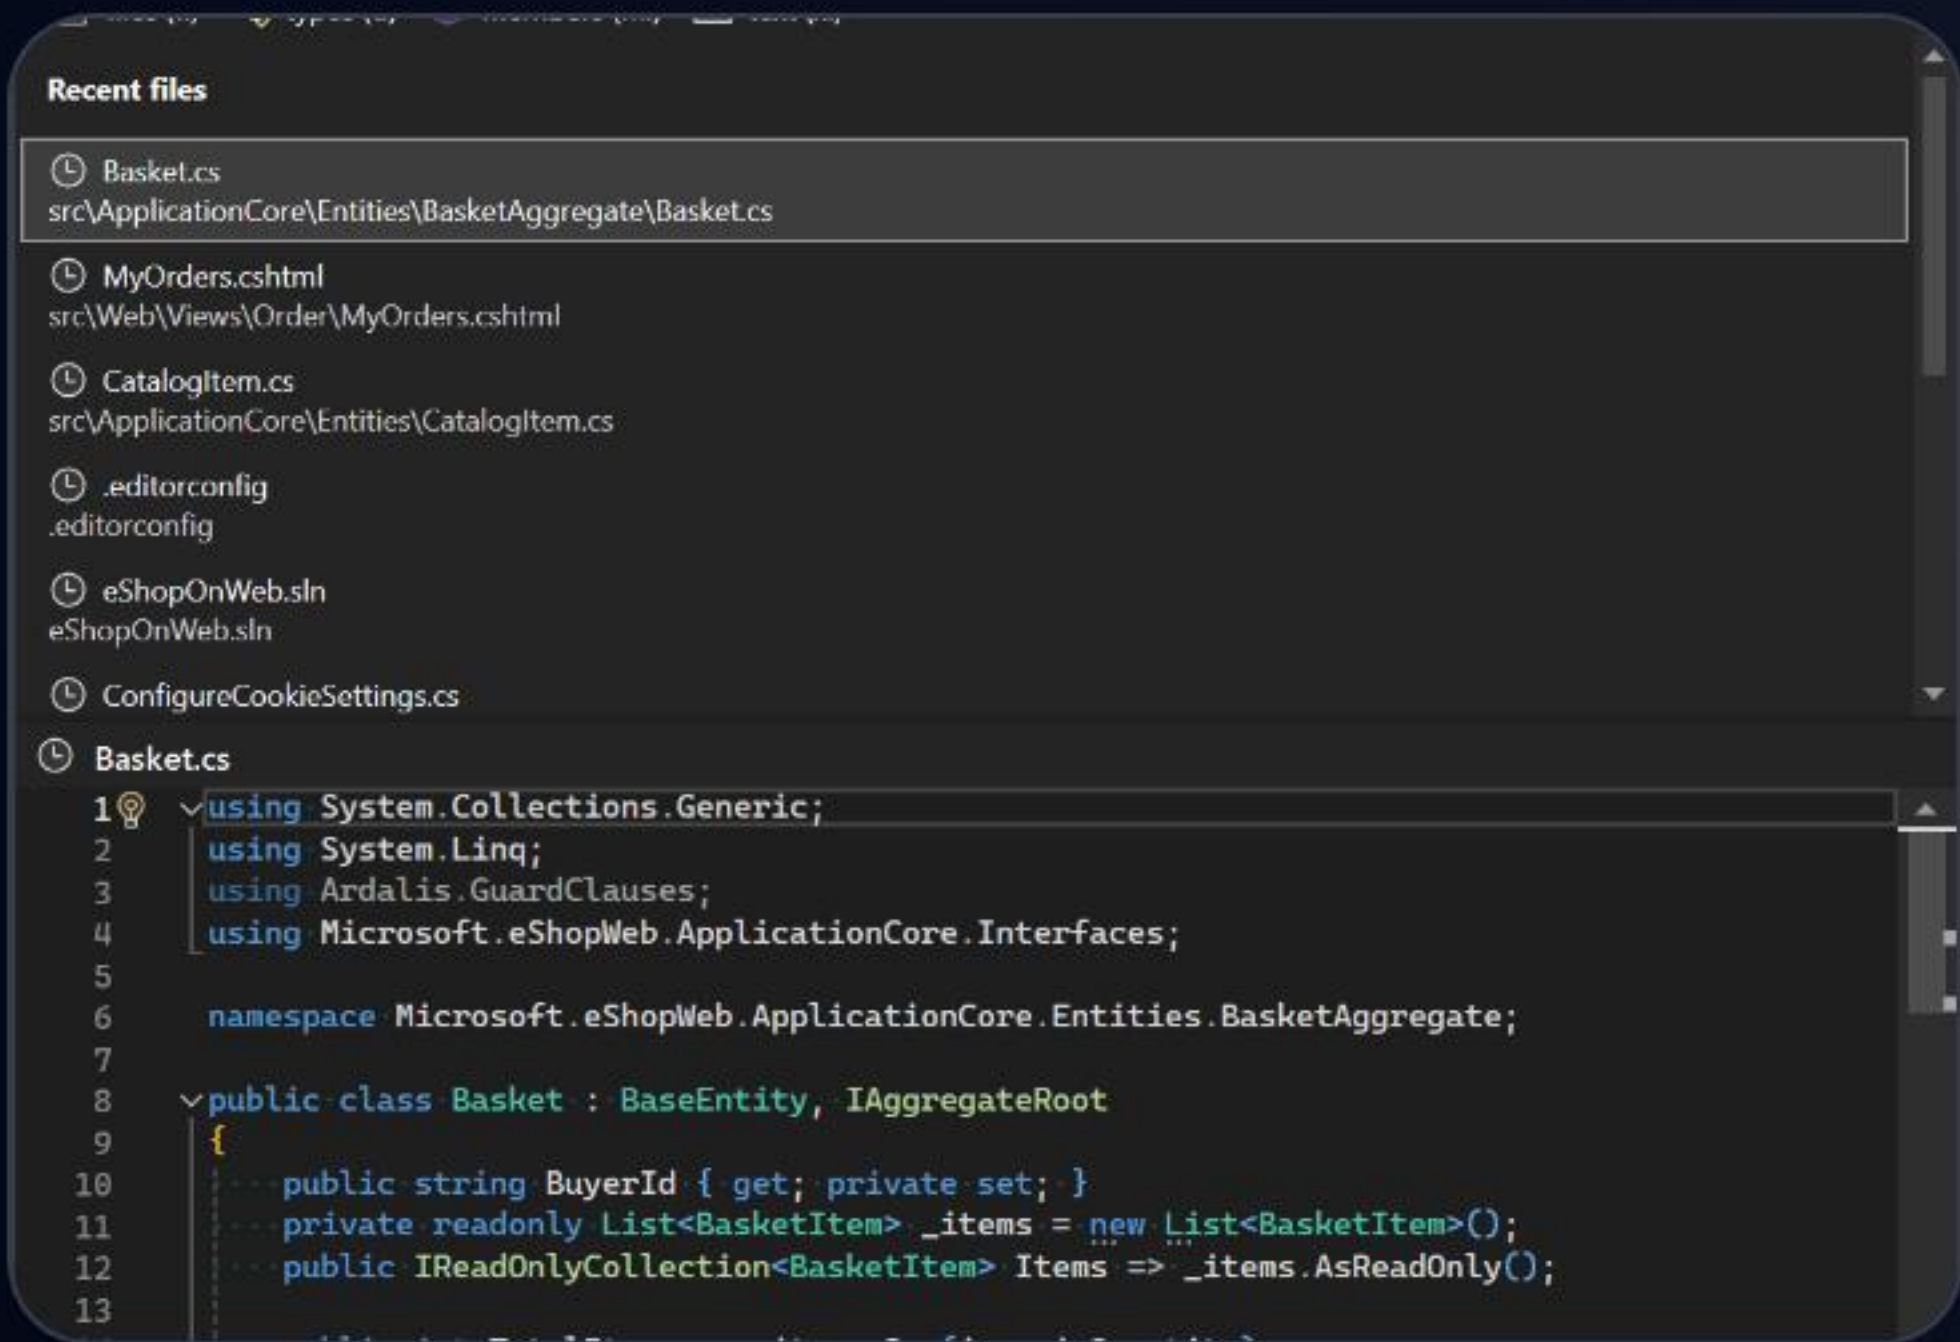 Recent files
Basket.cs
src\ApplicationCore\Entities\BasketAggregate\Basket.cs
MyOrders.cshtml
src\Web\Views\Order\MyOrders.cshtml
CatalogItem.cs
src\ApplicationCore\Entities\CatalogItem.cs
.editorconfig
.editorconfig
eShopOnWeb.sln
eShopOnWeb.sln
ConfigureCookieSettings.cs
Basket.cs
1 using System.Collections.Generic;
2 using System.Linq;
3 using Ardalis.GuardClauses;
4 using Microsoft.eShopWeb.ApplicationCore.Interfaces;
5
6 namespace Microsoft.eShopWeb.ApplicationCore.Entities.BasketAggregate;
7
8 public class Basket : BaseEntity, IAggregateRoot
9 {
10 public string BuyerId { get; private set; }
11 private readonly List<BasketItem> _items = new List<BasketItem>();
12 public IReadOnlyCollection<BasketItem> Items => _items.AsReadOnly();
13